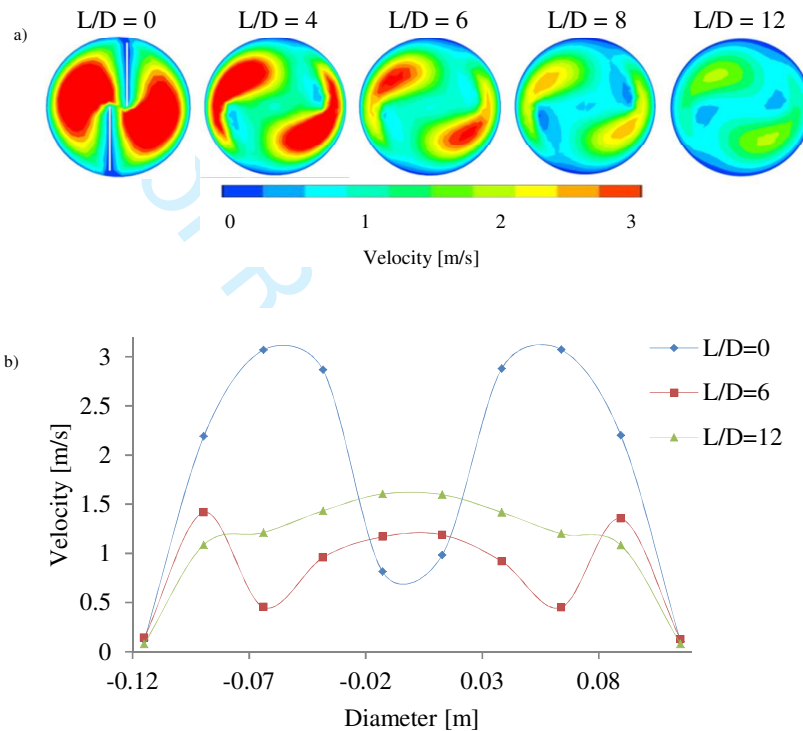 L/D = 0 L/D = 4 L/D = 6 L/D = 8 L/D = 12
a)
0 1 2 3
Velocity [m/s]
b)
L/D=0
L/D=6
L/D=12
3
2.5
2
1.5
1
0.5
0
Velocity [m/s]
-0.12 -0.07 -0.02 0.03 0.08
Diameter [m]